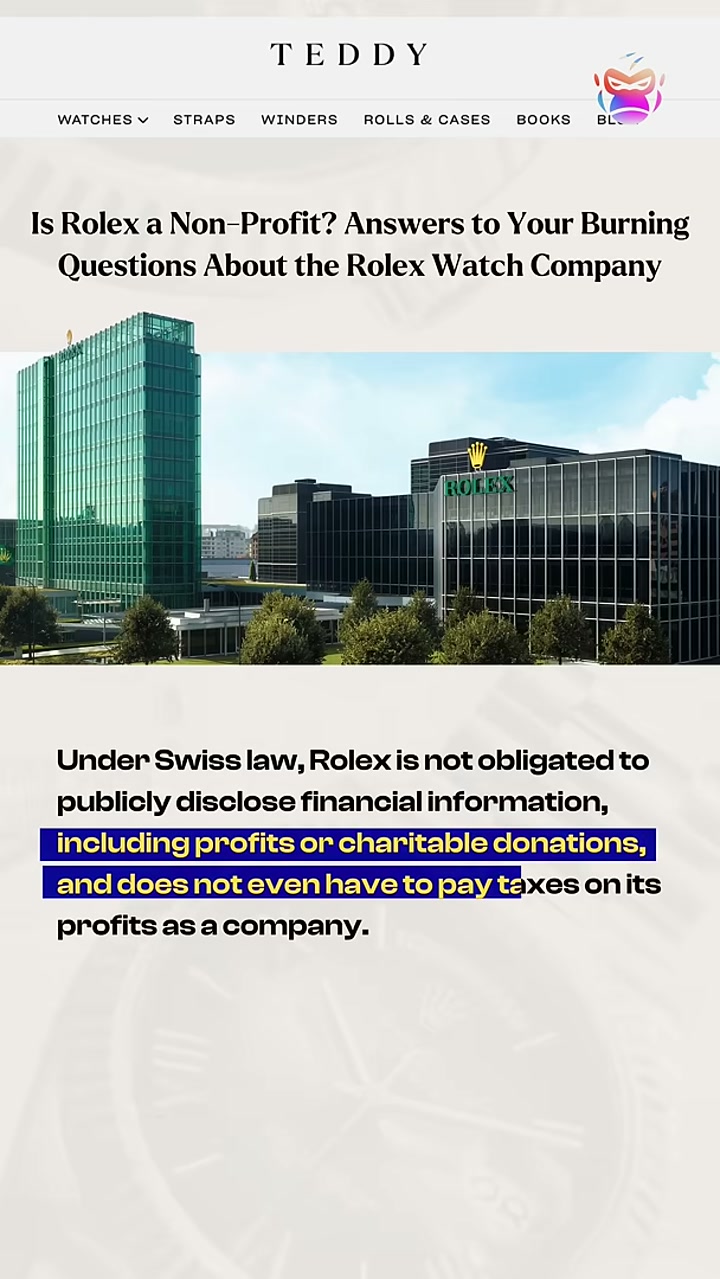 TEDDY
WATCHES STRAPS WINDERS ROLLS & CASES BOOKS
Is Rolex a Non-Profit? Answers to Your Burning
Questions About the Rolex Watch Company
ROLEX
Under Swiss law, Rolex is not obligated to
publicly disclose financial information,
including profits or charitable donations,
and does not even have to pay taxes on its
profits as a company.